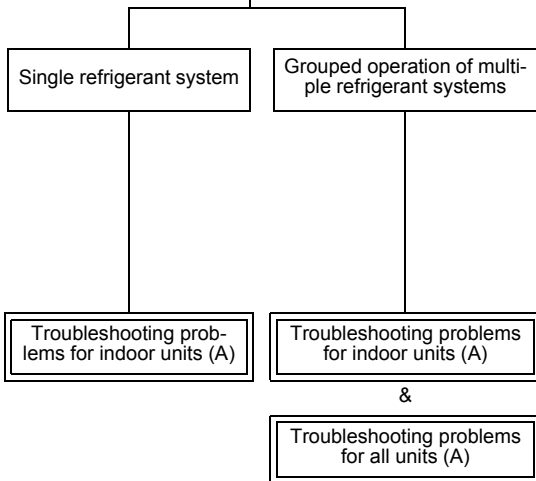 Single refrigerant system
Grouped operation of multi-
ple refrigerant systems
Troubleshooting prob-
lems for indoor units (A)
Troubleshooting problems
for indoor units (A)
&
Troubleshooting problems
for all units (A)